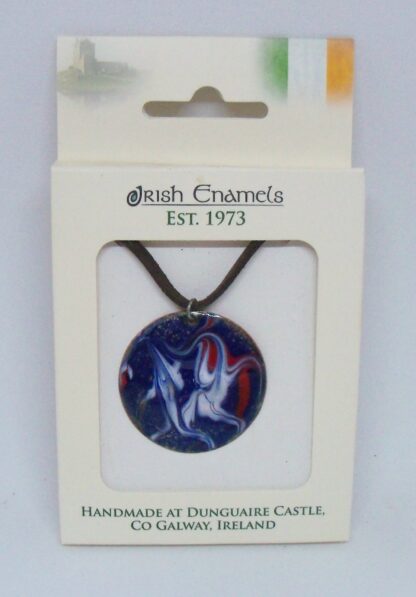 Irish Enamels
Est. 1973
Handmade at Dunguaire Castle,
Co Galway, Ireland